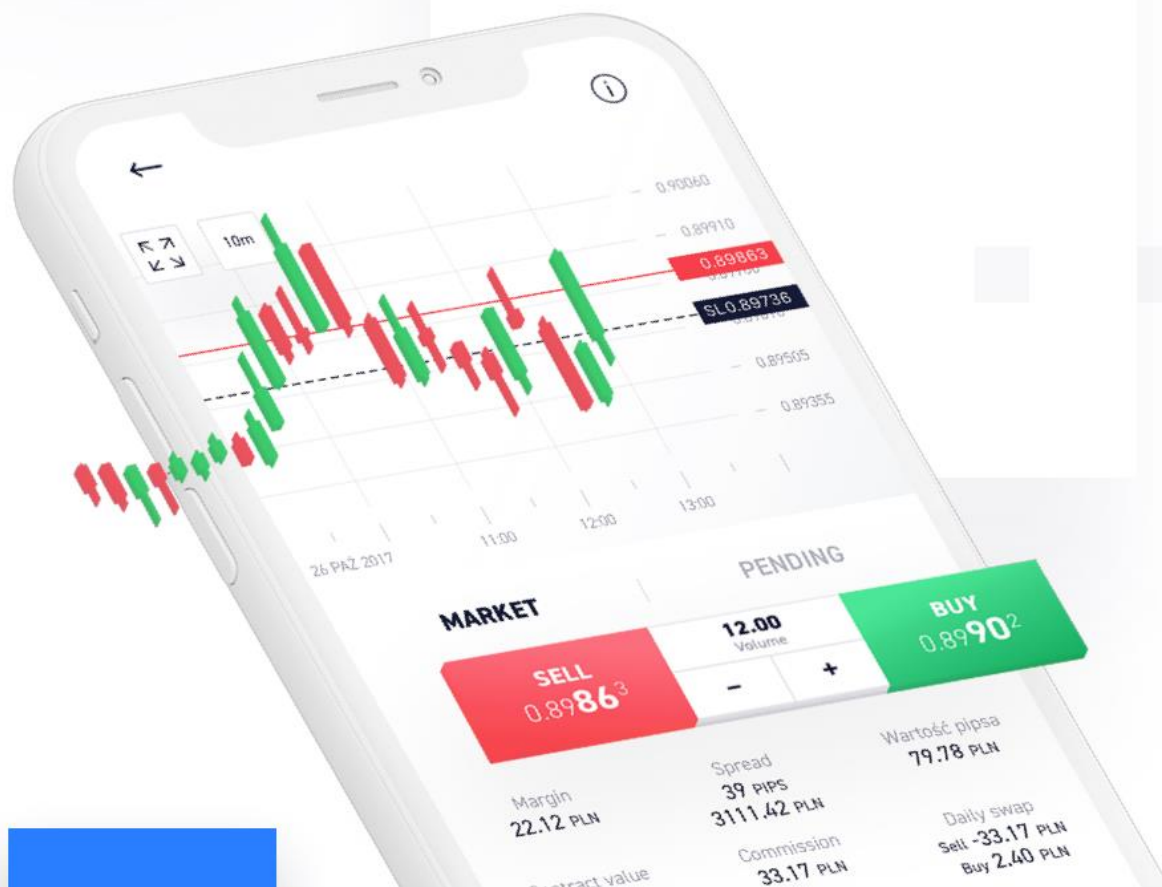 10m
0.90060
0.89910
0.89863
SL0.89736
0.89505
0.89355
26 PAŹ 2017
11:00
12:00
13:00
MARKET
PENDING
SELL
0.89863
12.00
Volume
−
+
BUY
0.89902
Margin
22.12 PLN
Spread
39 PIPS
3111.42 PLN
Wartość pipsa
79.78 PLN
Contract value
Commission
33.17 PLN
Daily swap
Sell -33.17 PLN
Buy 2.40 PLN